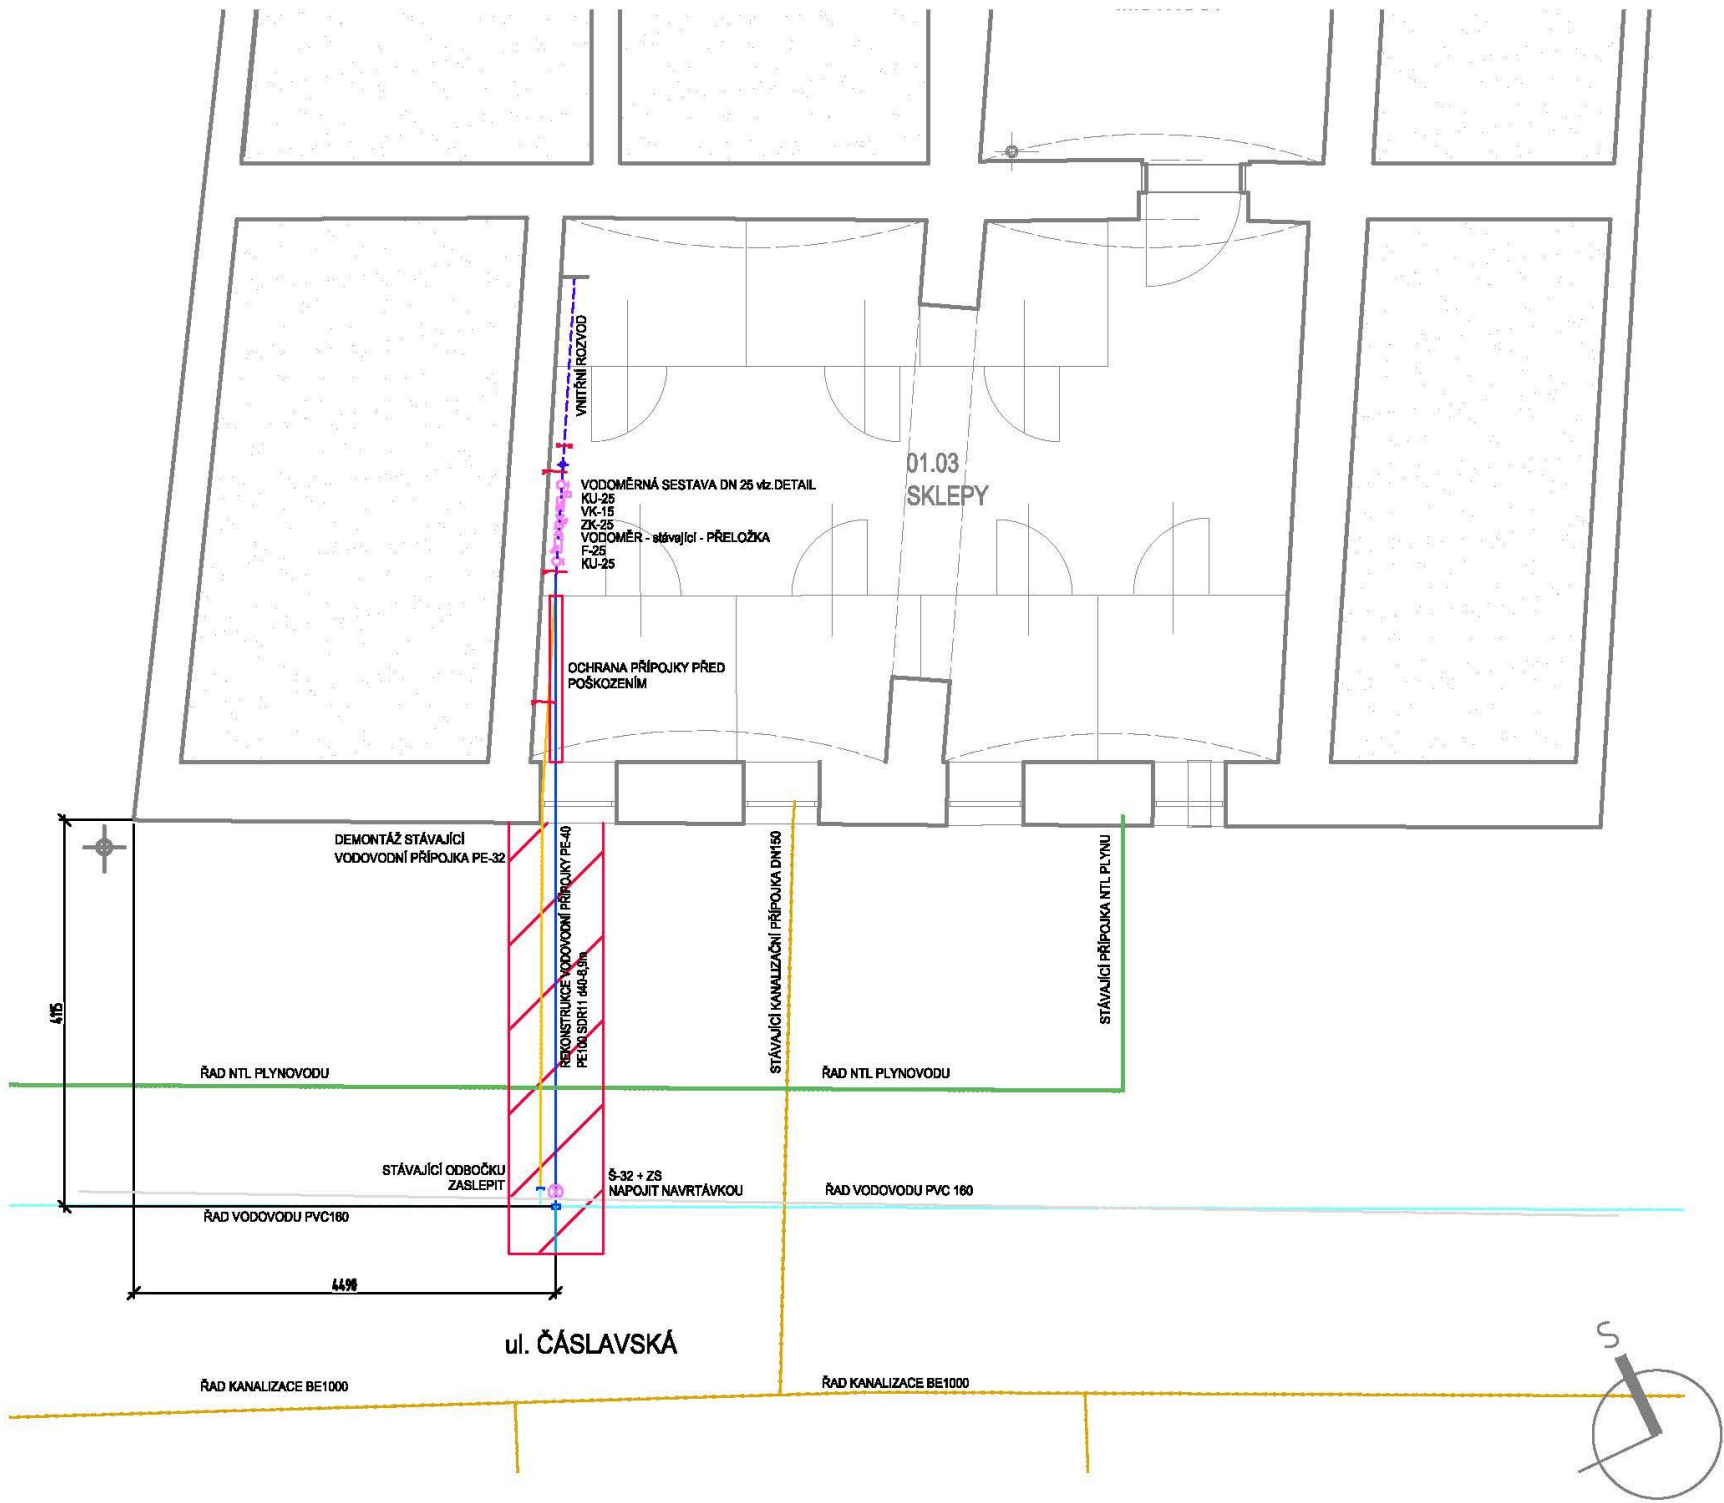 VNITŘNÍ ROZVOD
01.03
SKLEPY
VODOMĚRNÁ SESTAVA DN 25 viz.DETAIL
KU-25
VK-15
ZK-25
VODOMĚR - stávající - PŘELOŽKA
F-25
KU-25
OCHRANA PŘÍPOJKY PŘED
POŠKOZENÍM
DEMONTÁŽ STÁVAJÍCÍ
VODOVODNÍ PŘÍPOJKA PE-32
REKONSTRUKCE VODOVODNÍ PŘÍPOJKY PE-40
PE100 SDR11 d40-6,9m
STÁVAJÍCÍ KANALIZAČNÍ PŘÍPOJKA DN150
STÁVAJÍCÍ PŘÍPOJKA NTL PLYNU
4115
ŘAD NTL PLYNOVODU
ŘAD NTL PLYNOVODU
STÁVAJÍCÍ ODBOČKU
ZASLEPIT
Š-32 + ZS
NAPOJIT NAVRTÁVKOU
ŘAD VODOVODU PVC 160
ŘAD VODOVODU PVC160
4498
ul. ČÁSLAVSKÁ
S
ŘAD KANALIZACE BE1000
ŘAD KANALIZACE BE1000